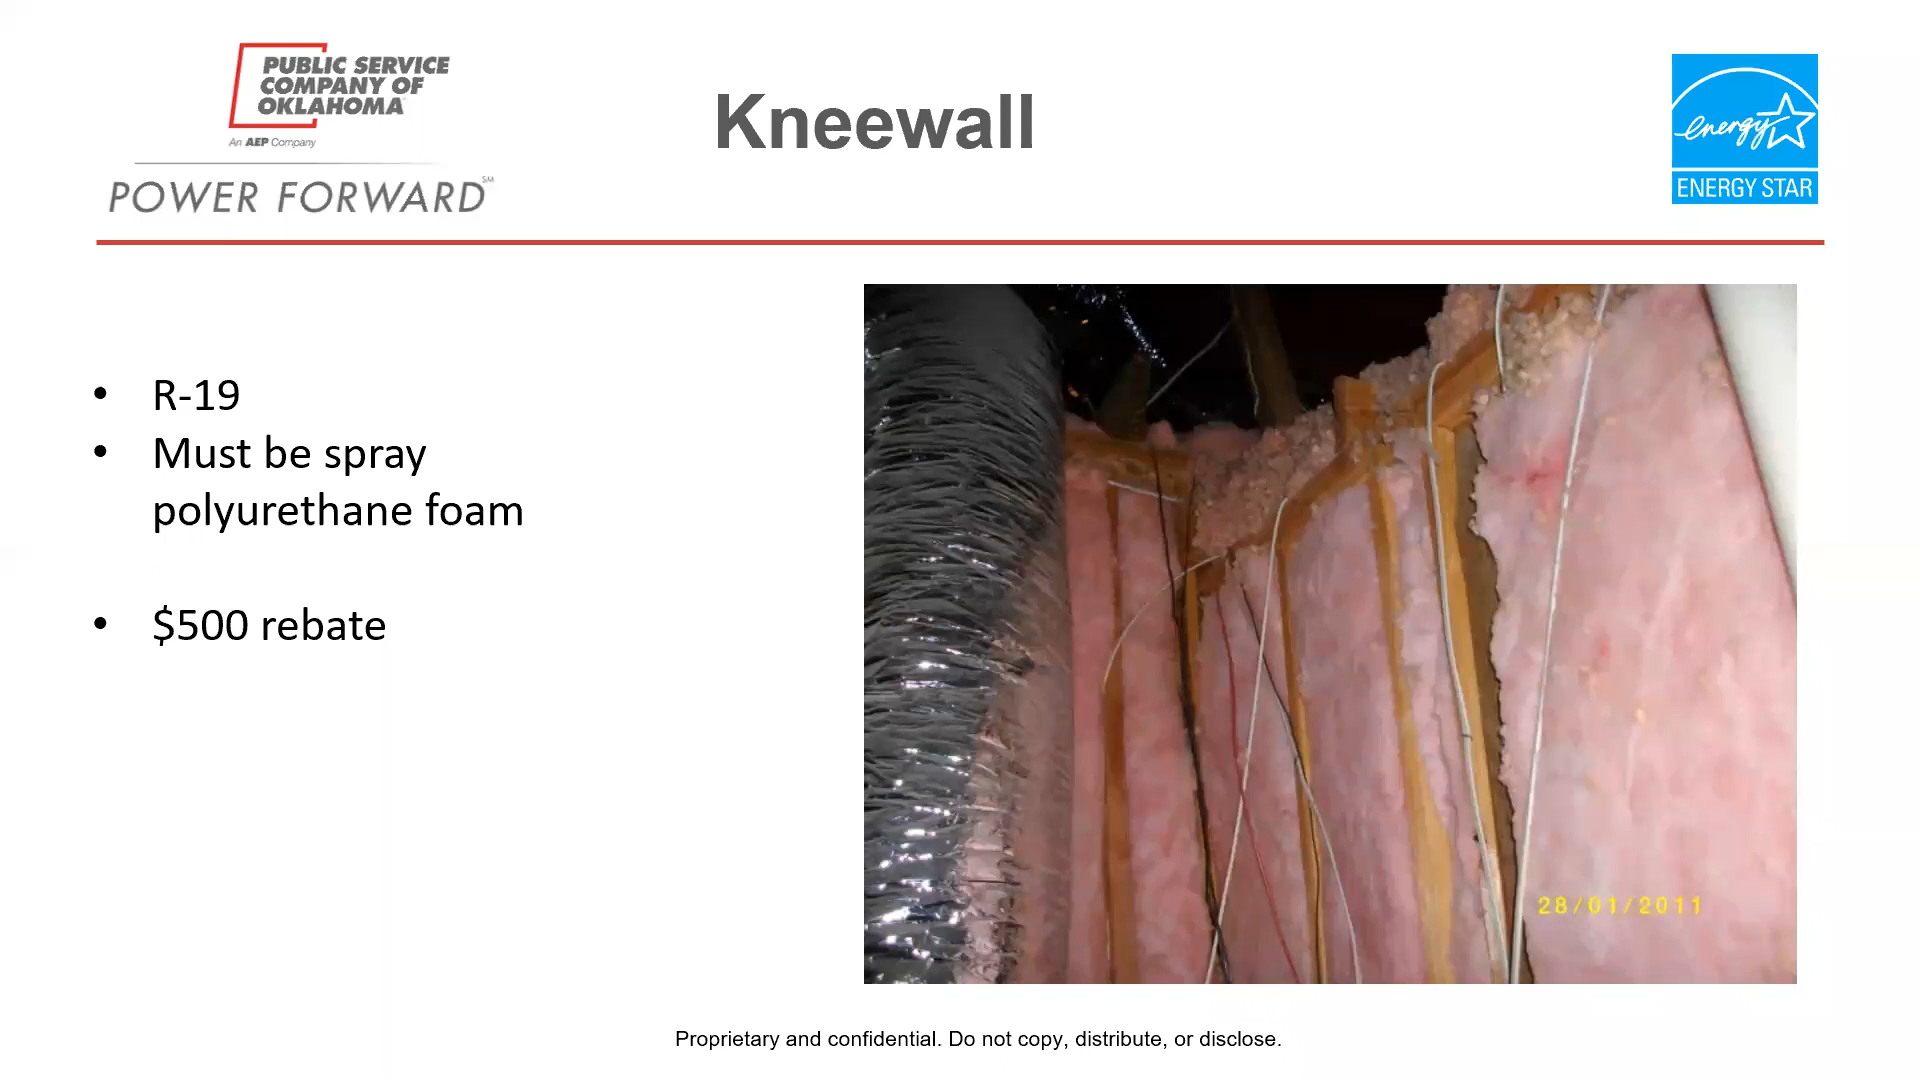 PUBLIC SERVICE
COMPANY OF
OKLAHOMA
An AEP Company
POWER FORWARD℠
Kneewall
energy
ENERGY STAR
• R-19
• Must be spray
polyurethane foam
• $500 rebate
28/01/2011
Proprietary and confidential. Do not copy, distribute, or disclose.